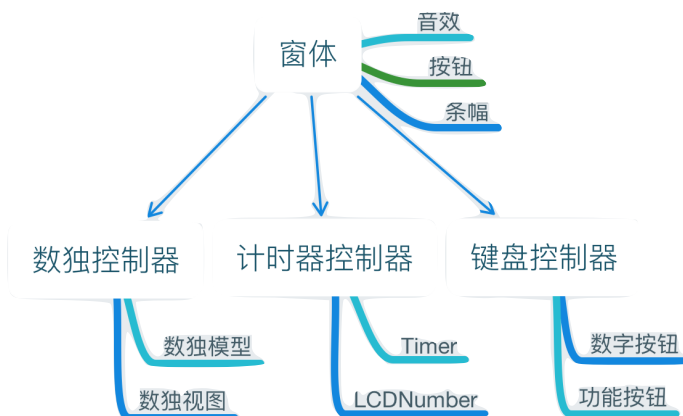 音效
窗体
按钮
条幅
数独控制器
计时器控制器
键盘控制器
数独模型
Timer
数字按钮
数独视图
LCDNumber
功能按钮